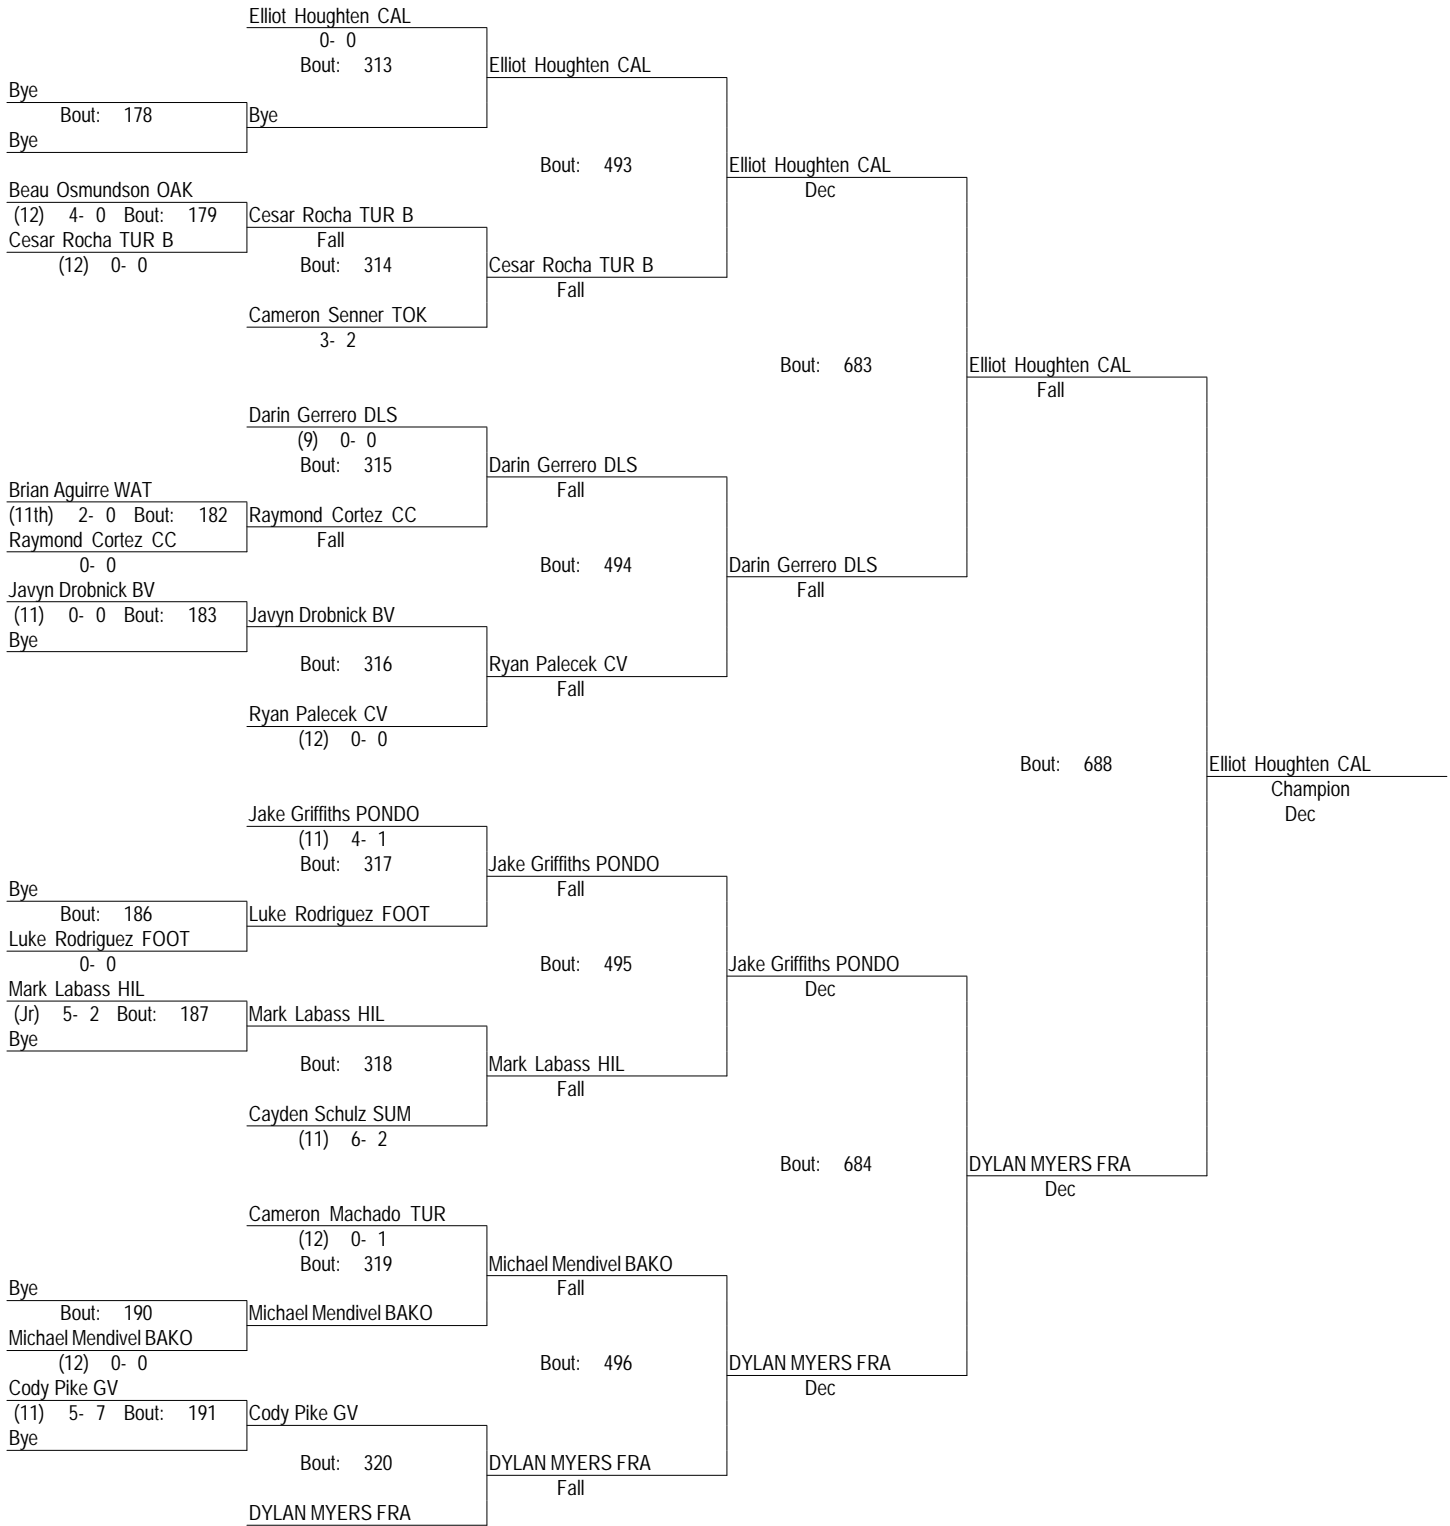 Elliot Houghten CAL
0- 0
Bout: 313 Elliot Houghten CAL
Bye
Bout: 178 Bye
Bye
Bout: 493 Elliot Houghten CAL
Beau Osmundson OAK Dec
(12) 4- 0 Bout: 179 Cesar Rocha TUR B
Cesar Rocha TUR B Fall
(12) 0- 0 Bout: 314 Cesar Rocha TUR B
Fall
Cameron Senner TOK
3- 2
Bout: 683 Elliot Houghten CAL
Fall
Darin Gerrero DLS
(9) 0- 0
Bout: 315 Darin Gerrero DLS
Brian Aguirre WAT Fall
(11th) 2- 0 Bout: 182 Raymond Cortez CC
Raymond Cortez CC Fall
0- 0 Bout: 494 Darin Gerrero DLS
Javyn Drobnick BV Fall
(11) 0- 0 Bout: 183 Javyn Drobnick BV
Bye
Bout: 316 Ryan Palecek CV
Fall
Ryan Palecek CV
(12) 0- 0
Bout: 688 Elliot Houghten CAL
Champion
Jake Griffiths PONDO Dec
(11) 4- 1
Bout: 317 Jake Griffiths PONDO
Bye Fall
Bout: 186 Luke Rodriguez FOOT
Luke Rodriguez FOOT
0- 0 Bout: 495 Jake Griffiths PONDO
Mark Labass HIL Dec
(Jr) 5- 2 Bout: 187 Mark Labass HIL
Bye
Bout: 318 Mark Labass HIL
Fall
Cayden Schulz SUM
(11) 6- 2
Bout: 684 DYLAN MYERS FRA
Dec
Cameron Machado TUR
(12) 0- 1
Bout: 319 Michael Mendivel BAKO
Bye Fall
Bout: 190 Michael Mendivel BAKO
Michael Mendivel BAKO
(12) 0- 0 Bout: 496 DYLAN MYERS FRA
Cody Pike GV Dec
(11) 5- 7 Bout: 191 Cody Pike GV
Bye
Bout: 320 DYLAN MYERS FRA
Fall
DYLAN MYERS FRA